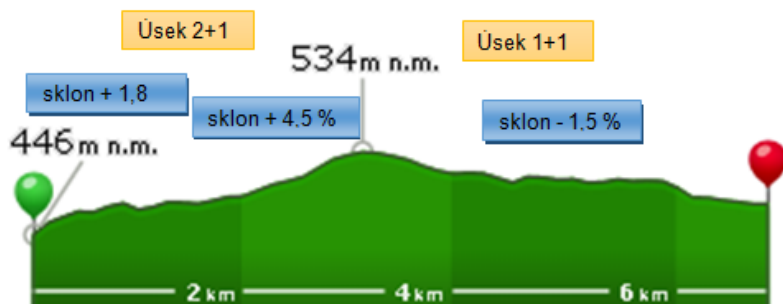 Úsek 2+1
Úsek 1+1
534m n.m.
sklon + 1,8
sklon + 4,5 %
sklon - 1,5 %
446m n.m.
2 km
4 km
6 km